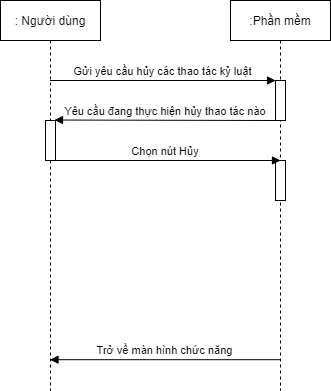 : Người dùng
:Phần mềm
Gửi yêu cầu hủy các thao tác kỷ luật
Yêu cầu đang thực hiện hủy thao tác nào
Chọn nút Hủy
Trở về màn hình chức năng